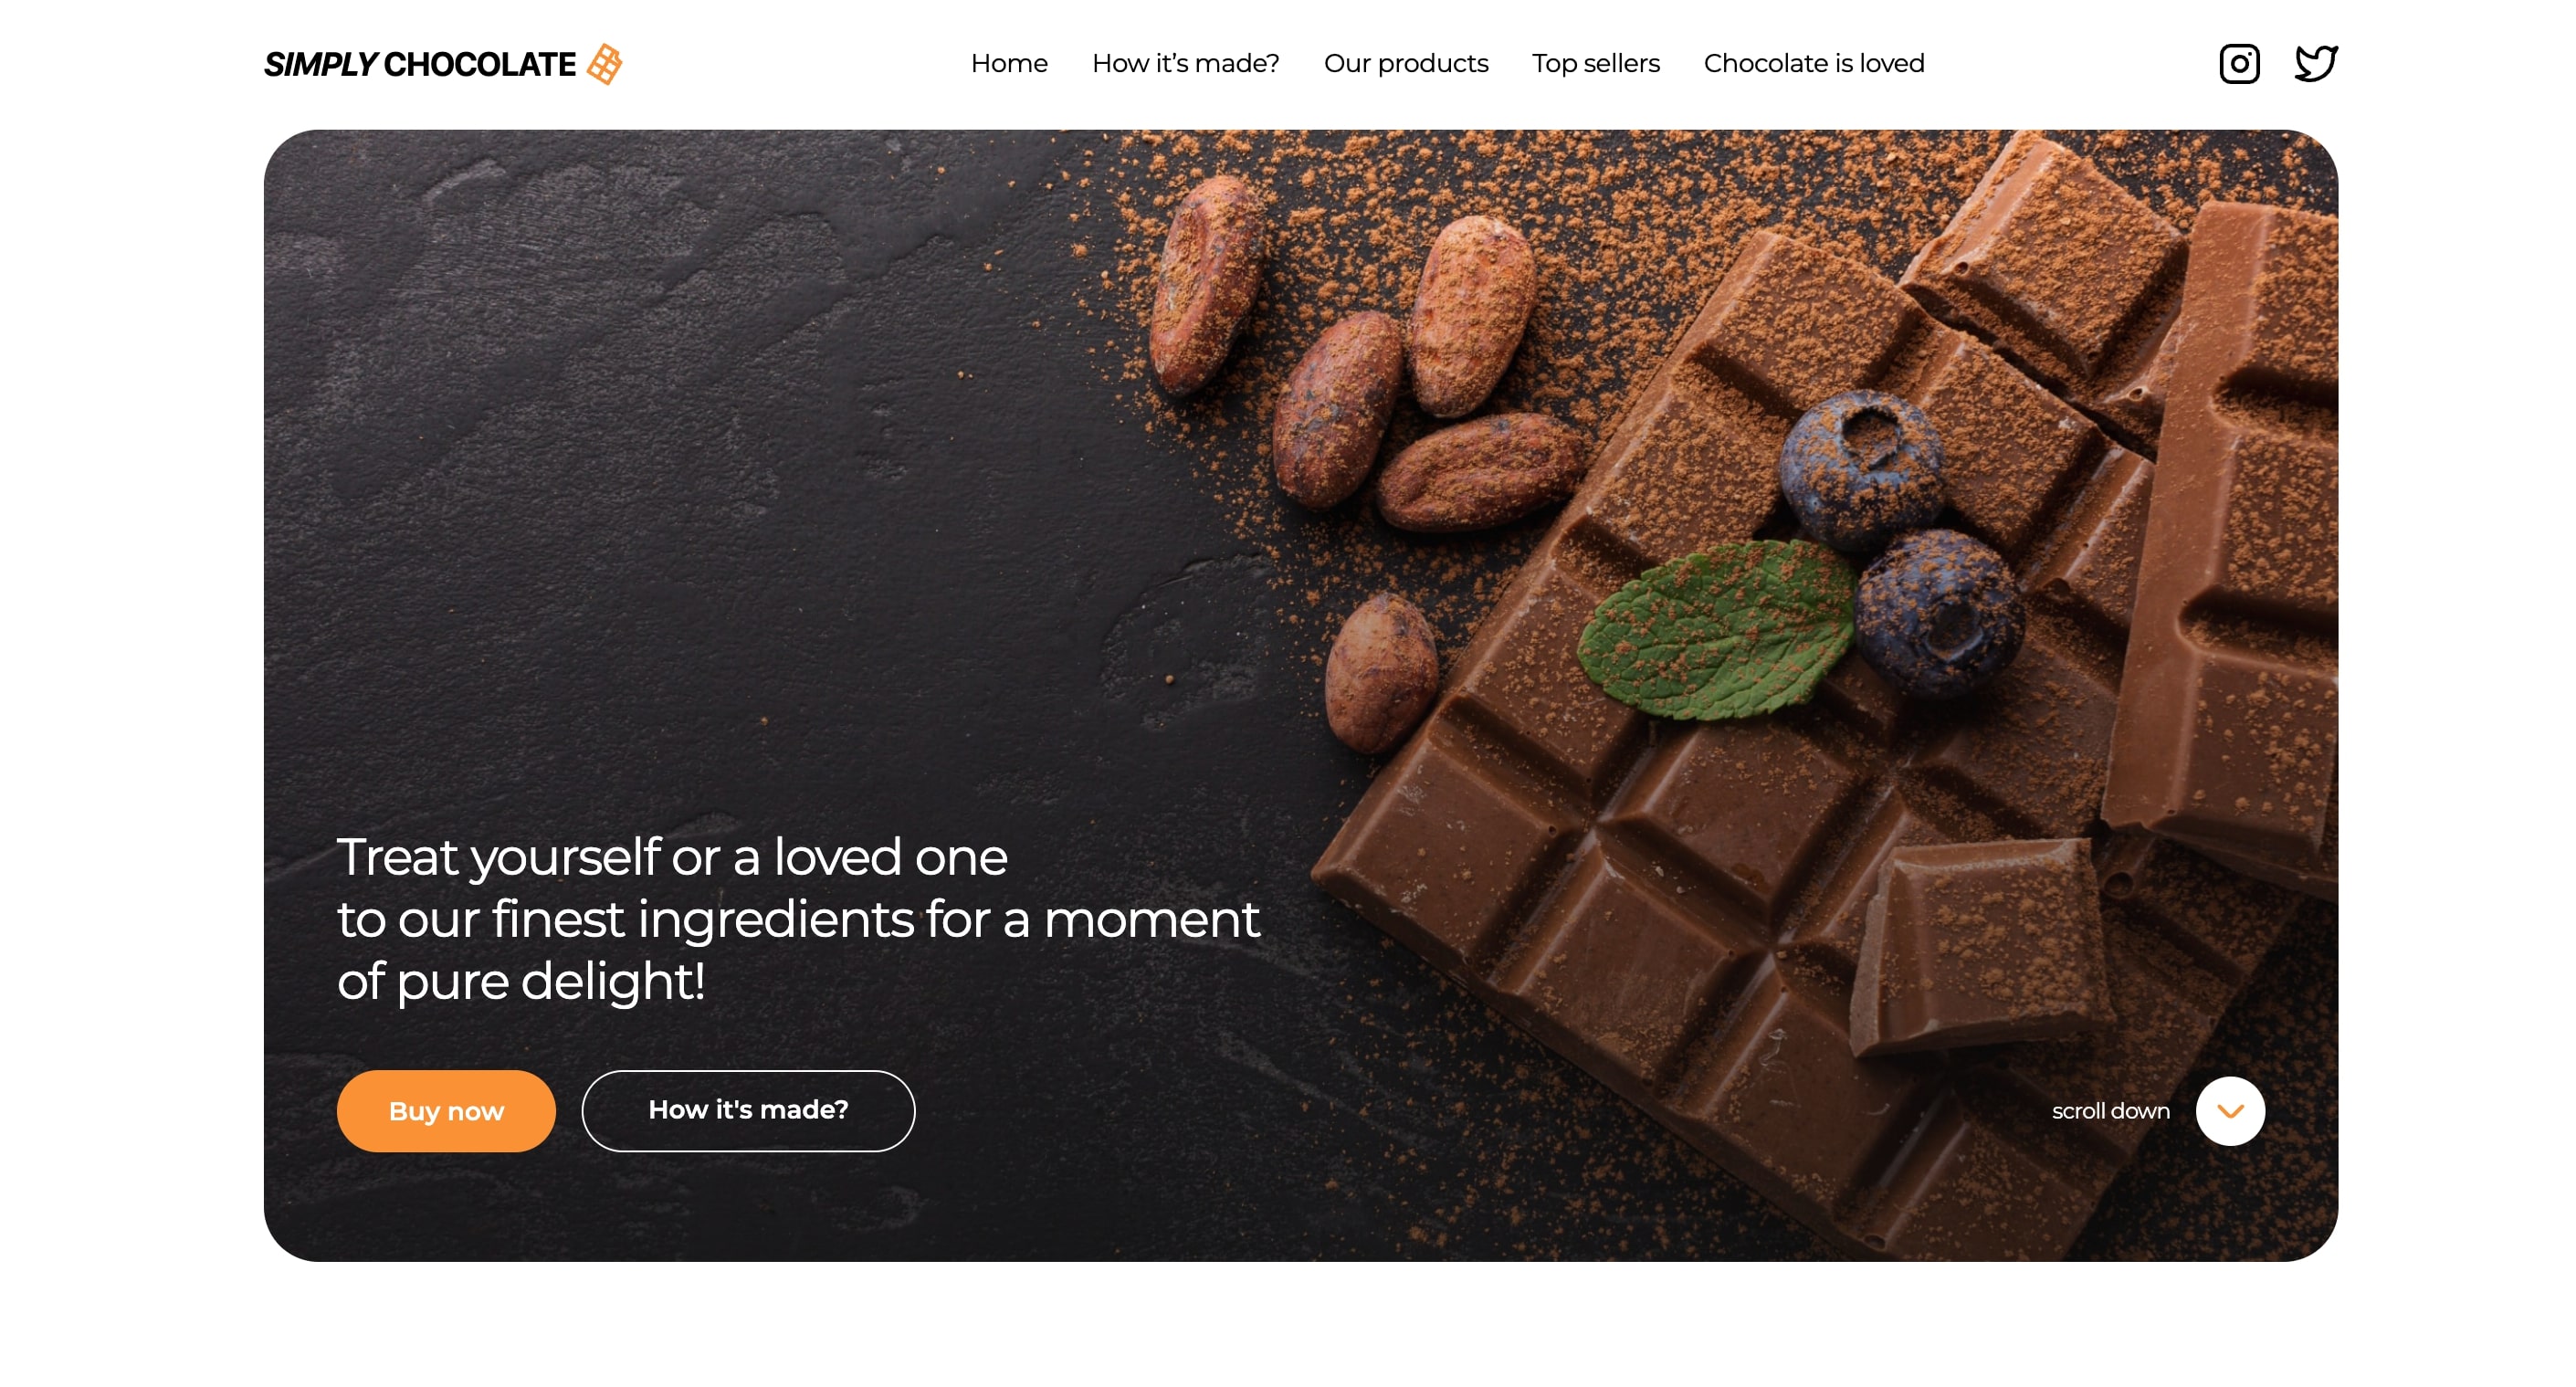 SIMPLY CHOCOLATE
Home
How it’s made?
Our products
Top sellers
Chocolate is loved
Treat yourself or a loved one
to our finest ingredients for a moment
of pure delight!
Buy now
How it's made?
scroll down